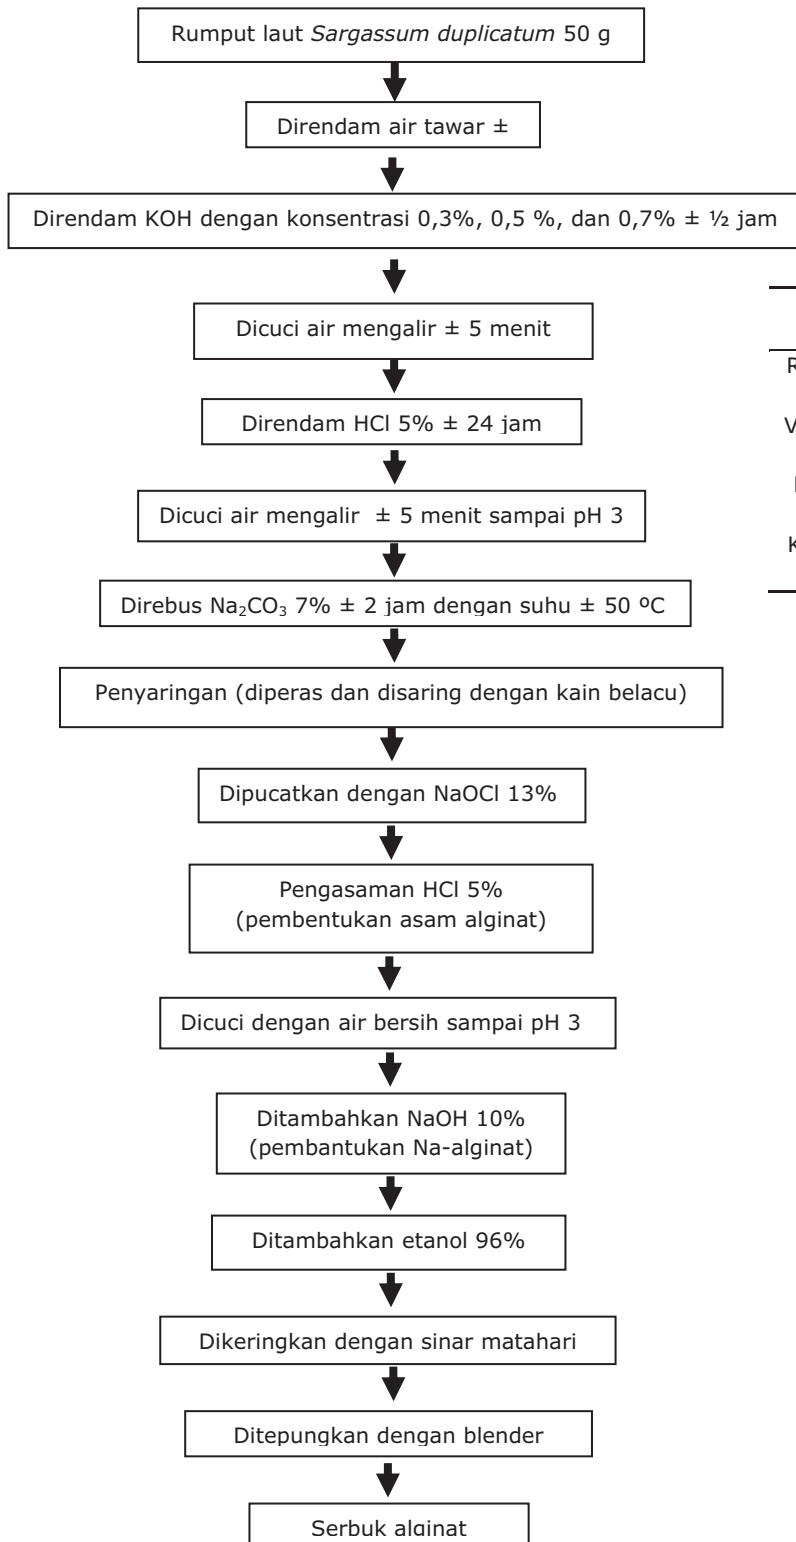 Rumput laut Sargassum duplicatum 50 g
Direndam air tawar ±
Direndam KOH dengan konsentrasi 0,3%, 0,5 %, dan 0,7% ± ½ jam
Dicuci air mengalir ± 5 menit
Direndam HCl 5% ± 24 jam
Dicuci air mengalir ± 5 menit sampai pH 3
Direbus Na₂CO₃ 7% ± 2 jam dengan suhu ± 50 ºC
Penyaringan (diperas dan disaring dengan kain belacu)
Dipucatkan dengan NaOCl 13%
Pengasaman HCl 5%
(pembentukan asam alginat)
Dicuci dengan air bersih sampai pH 3
Ditambahkan NaOH 10%
(pembantukan Na-alginat)
Ditambahkan etanol 96%
Dikeringkan dengan sinar matahari
Ditepungkan dengan blender
Serbuk alginat